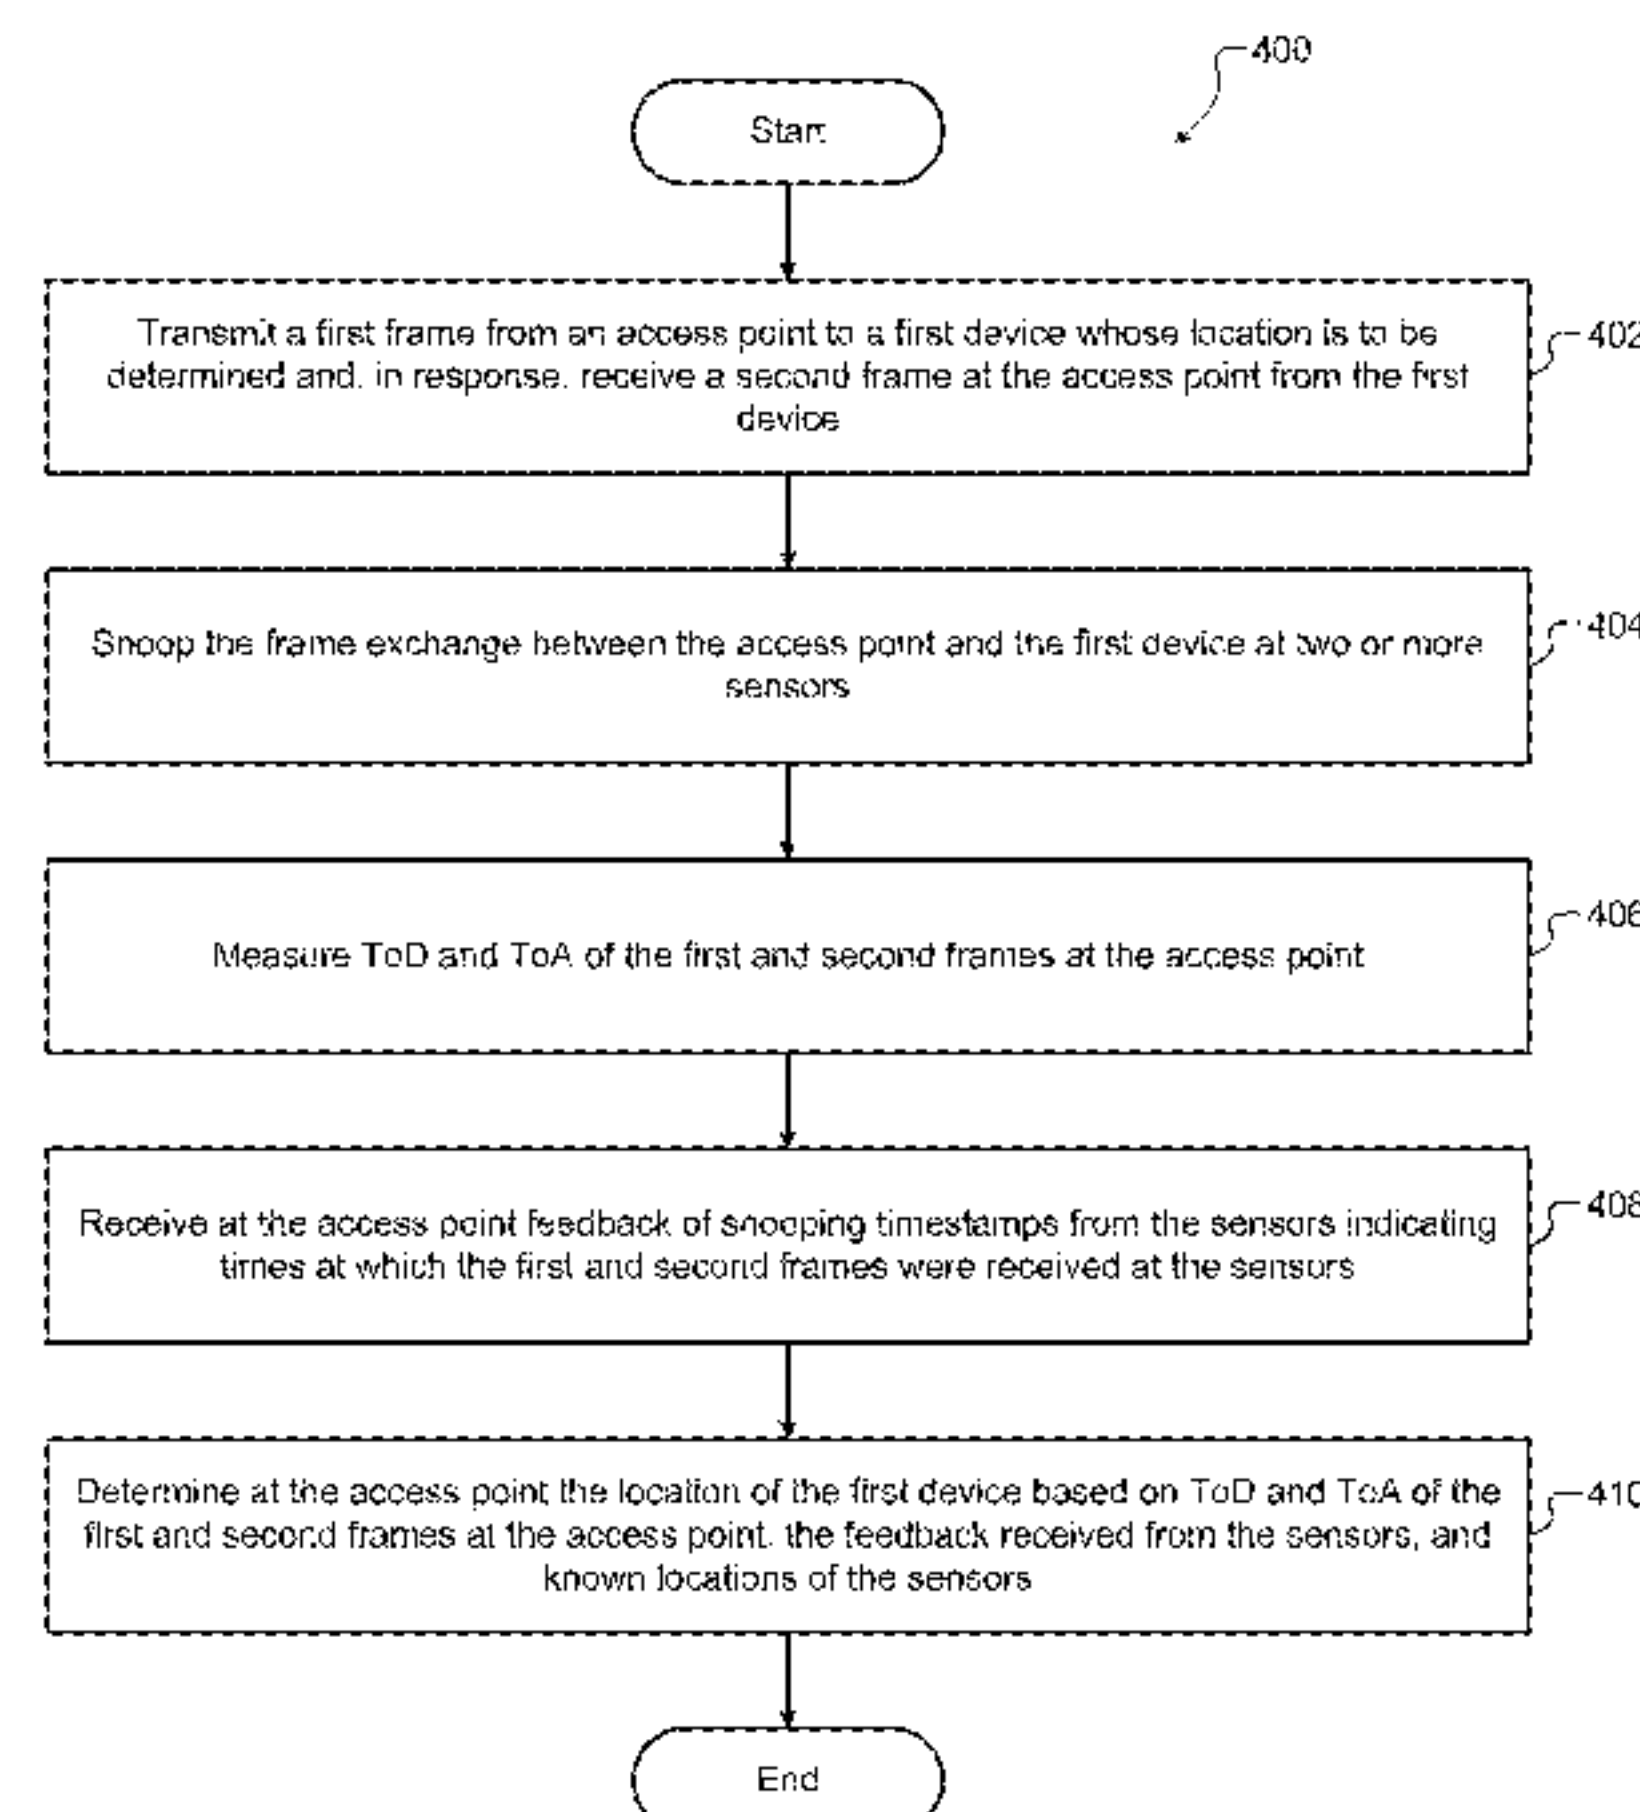 400
Start
Transmit a first frame from an access point to a first device whose location is to be
determined and, in response, receive a second frame at the access point from the first
device
402
Snoop the frame exchange between the access point and the first device at two or more
sensors
404
Measure ToD and ToA of the first and second frames at the access point
406
Receive at the access point feedback of snooping timestamps from the sensors indicating
times at which the first and second frames were received at the sensors
408
Determine at the access point the location of the first device based on ToD and ToA of the
first and second frames at the access point, the feedback received from the sensors, and
known locations of the sensors
410
End